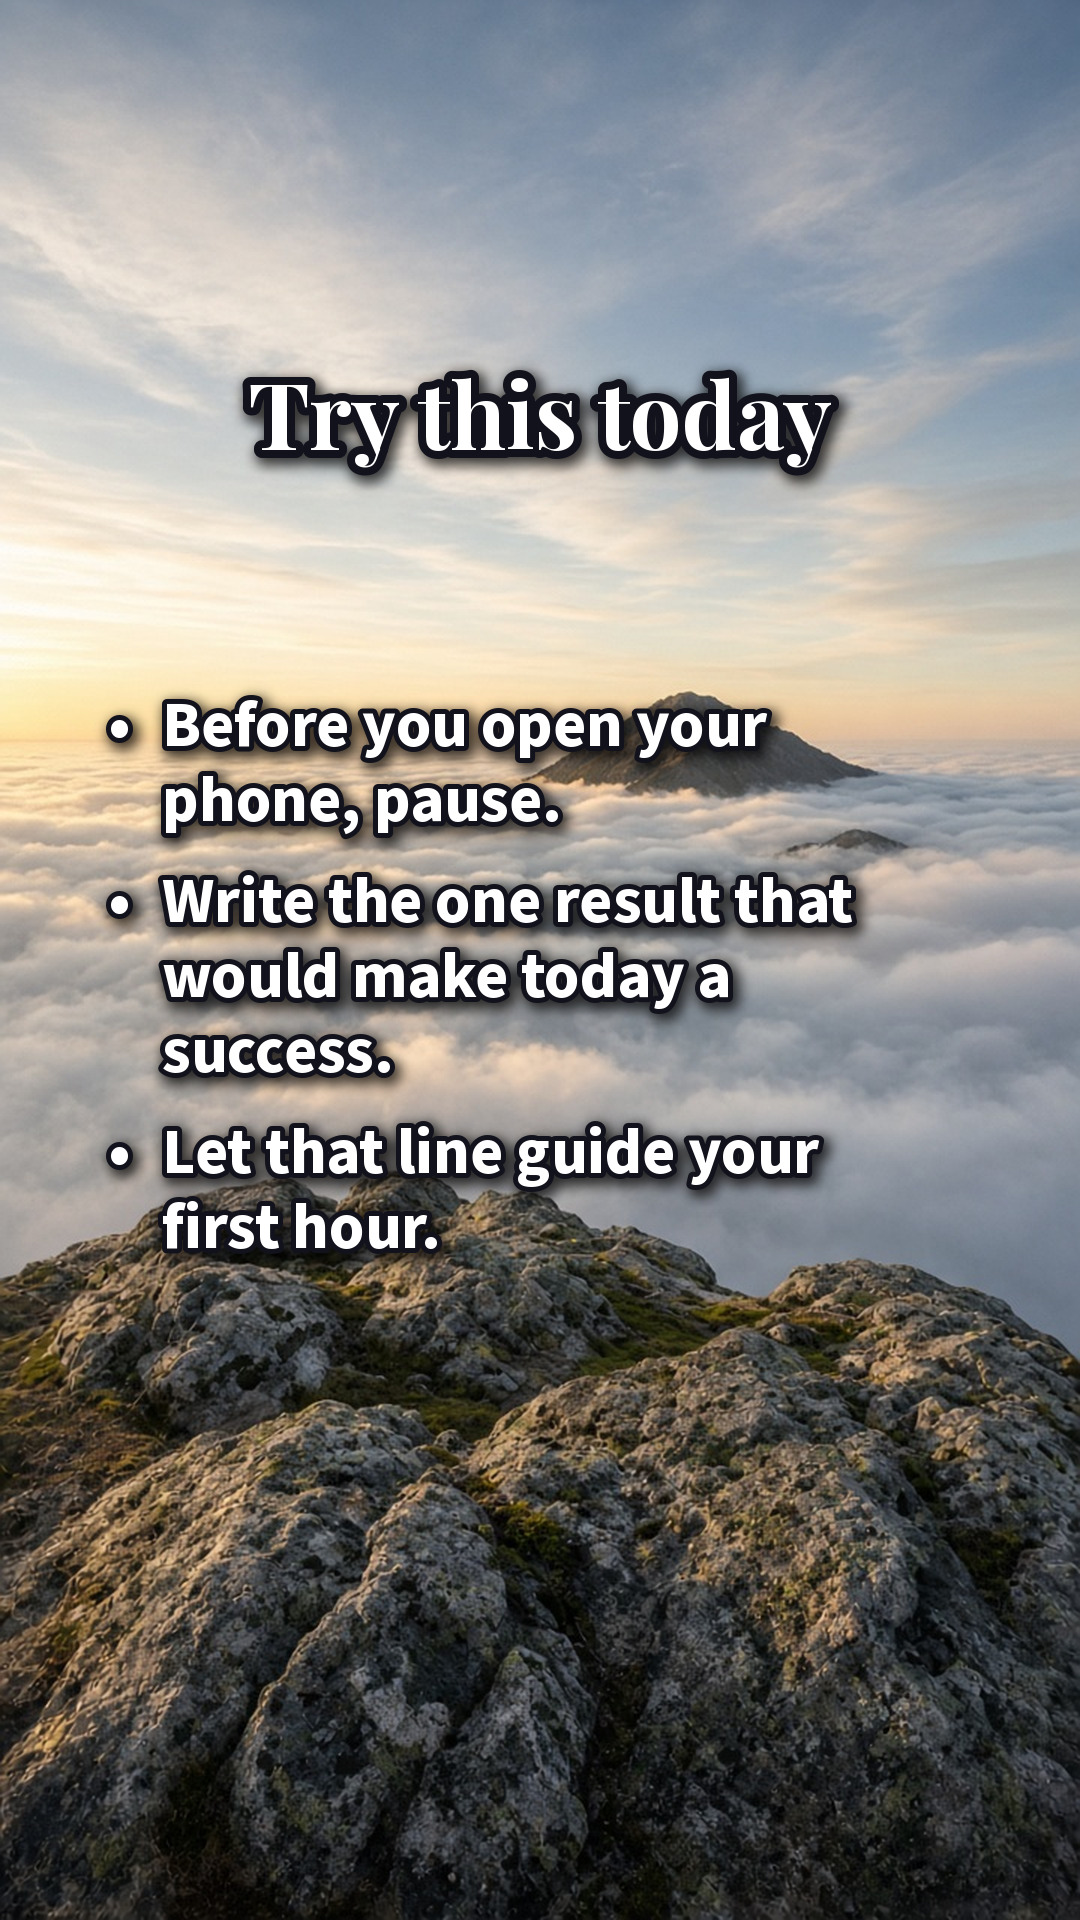 Try this today
• Before you open your
phone, pause.
• Write the one result that
would make today a
success.
• Let that line guide your
first hour.